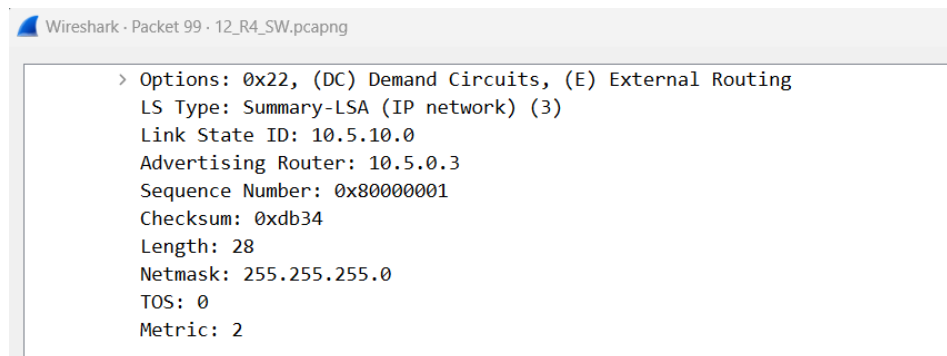 Wireshark · Packet 99 · 12_R4_SW.pcapng
> Options: 0x22, (DC) Demand Circuits, (E) External Routing
LS Type: Summary-LSA (IP network) (3)
Link State ID: 10.5.10.0
Advertising Router: 10.5.0.3
Sequence Number: 0x80000001
Checksum: 0xdb34
Length: 28
Netmask: 255.255.255.0
TOS: 0
Metric: 2